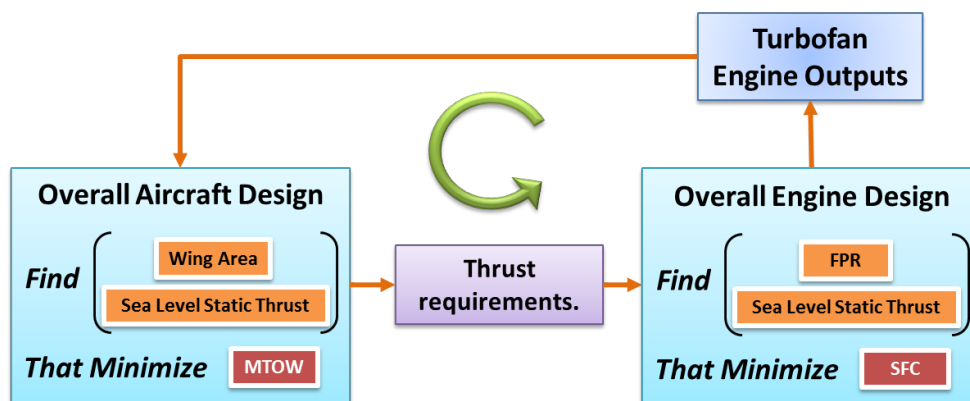 Turbofan
Engine Outputs
Overall Aircraft Design
Find
Wing Area
Sea Level Static Thrust
That Minimize MTOW
Thrust
requirements.
Overall Engine Design
Find
FPR
Sea Level Static Thrust
That Minimize SFC